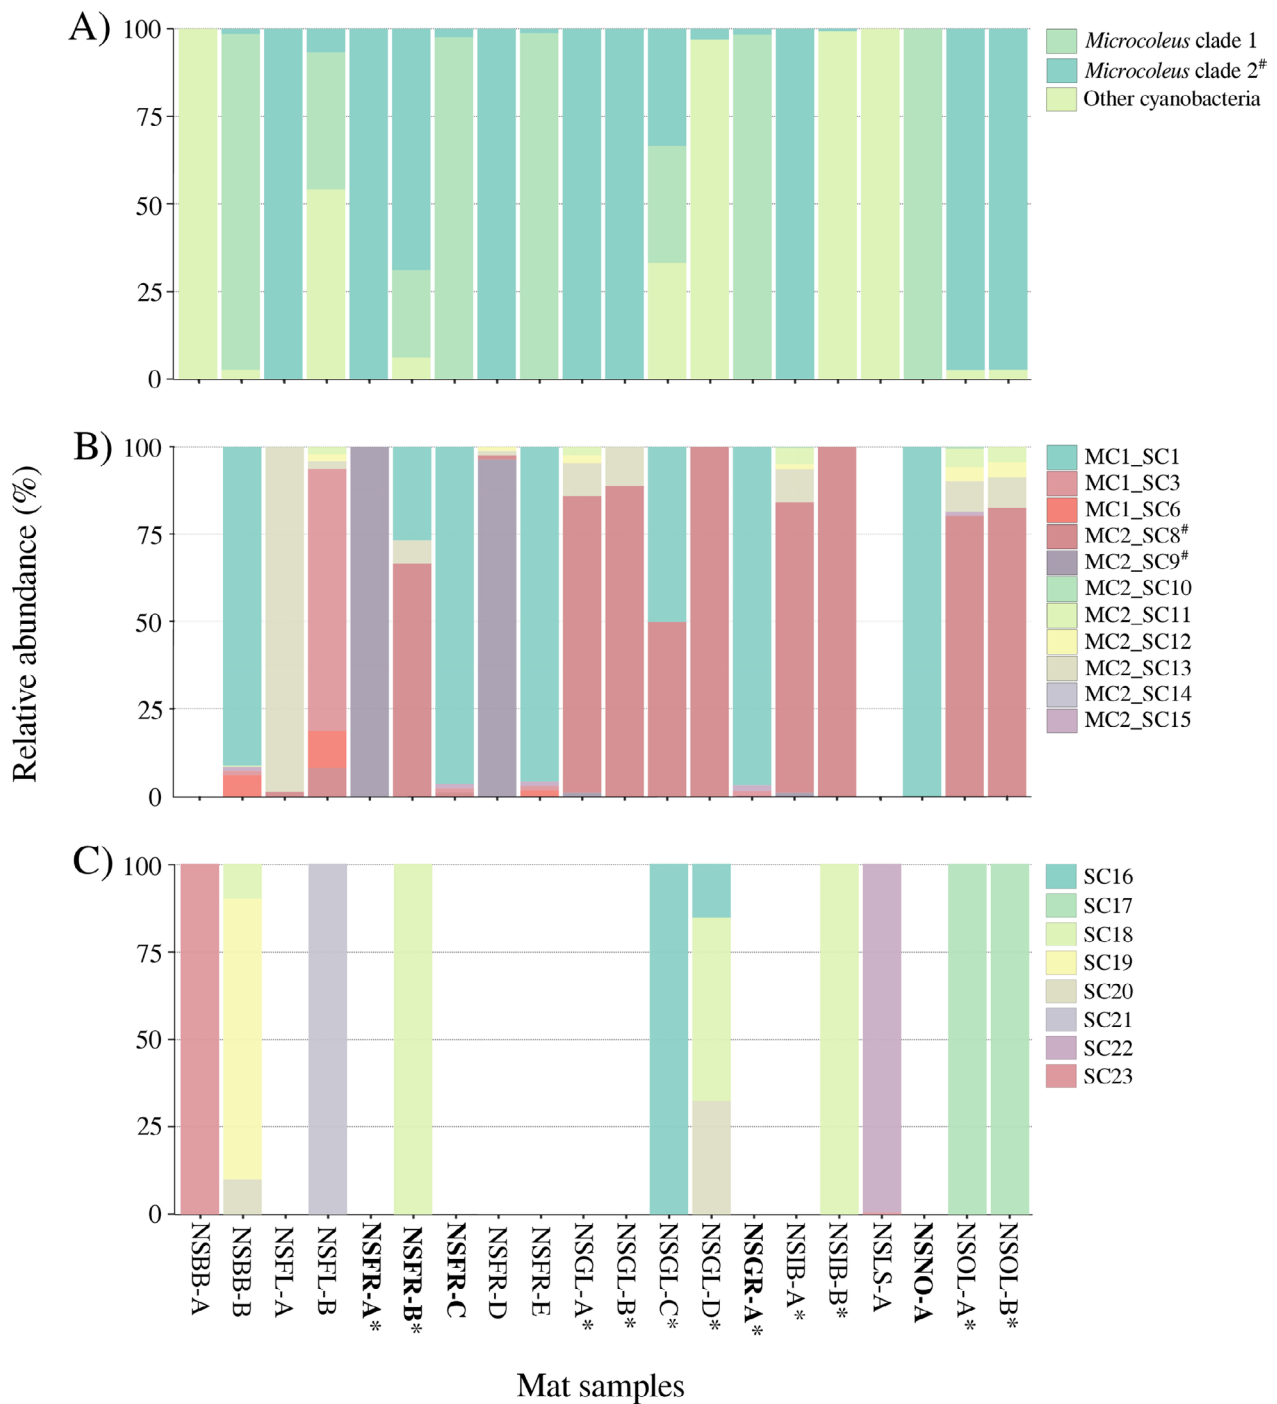 A)
100
75
50
25
0
Microcoleus clade 1
Microcoleus clade 2#
Other cyanobacteria
B)
100
75
50
25
0
MC1_SC1
MC1_SC3
MC1_SC6
MC2_SC8#
MC2_SC9#
MC2_SC10
MC2_SC11
MC2_SC12
MC2_SC13
MC2_SC14
MC2_SC15
Relative abundance (%)
C)
100
75
50
25
0
SC16
SC17
SC18
SC19
SC20
SC21
SC22
SC23
NSBB-A
NSBB-B
NSFL-A
NSFL-B
NSFR-A*
NSFR-B*
NSFR-C
NSFR-D
NSFR-E
NSGL-A*
NSGL-B*
NSGL-C*
NSGL-D*
NSGR-A*
NSIB-A*
NSIB-B*
NSLS-A
NSNO-A
NSOL-A*
NSOL-B*
Mat samples